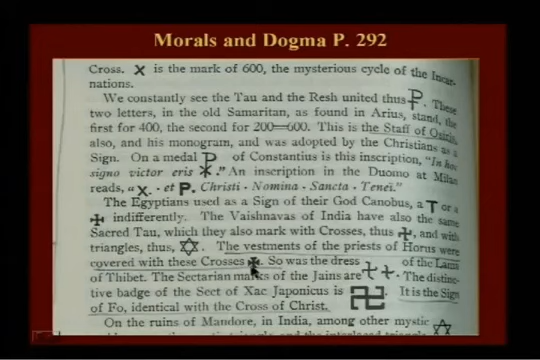 Morals and Dogma P. 292
Cross. X is the mark of 600, the mysterious cycle of the Incar-
nations.
We constantly see the Tau and the Resh united thus. These
two letters, in the old Samaritan, as found in Arius, stand, the
first for 400, the second for 200=600. This is the Staff of Osiris,
also, and his monogram, and was adopted by the Christians as a
Sign. On a medal of Constantius is this inscription, "In hoc
signo victor eris." An inscription in the Duomo at Milan
reads, "X. et P. Christi · Nomina · Sancta · Tenei."
The Egyptians used as a Sign of their God Canobus, a T or a
indifferently. The Vaishnavas of India have also the same
Sacred Tau, which they also mark with Crosses, thus, and with
triangles, thus, ✡. The vestments of the priests of Horus were
covered with these Crosses ✠. So was the dress of the Lama
of Thibet. The Sectarian marks of the Jains are. The distinc-
tive badge of the Sect of Xac Japonicus is 卐. It is the Sign
of Fo, identical with the Cross of Christ.
On the ruins of Mandore, in India, among other mystic ✡